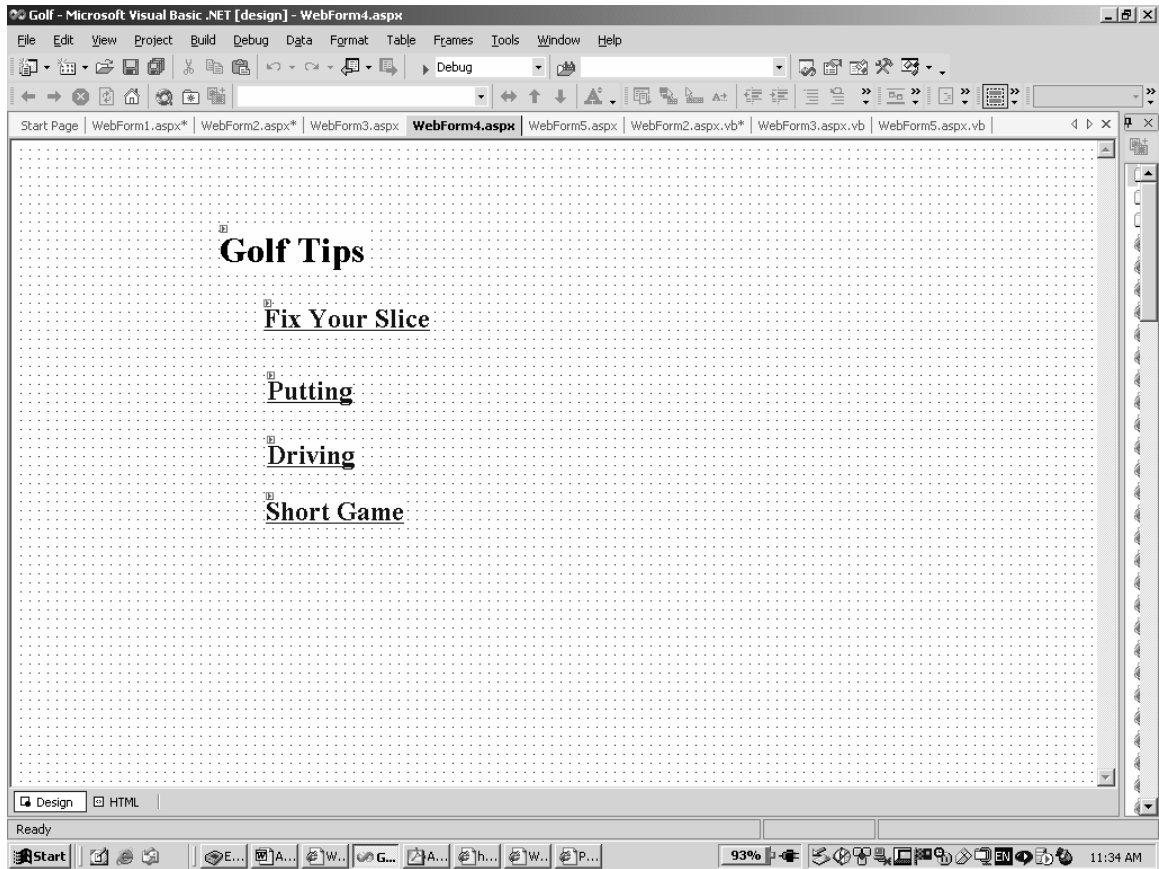 Golf - Microsoft Visual Basic .NET [design] - WebForm4.aspx
File Edit View Project Build Debug Data Format Table Frames Tools Window Help
Debug
Start Page WebForm1.aspx* WebForm2.aspx* WebForm3.aspx WebForm4.aspx WebForm5.aspx WebForm2.aspx.vb* WebForm3.aspx.vb WebForm5.aspx.vb
Golf Tips
Fix Your Slice
Putting
Driving
Short Game
Design HTML
Ready
Start E... A... W... G... A... h... W... P... 93% EN 11:34 AM